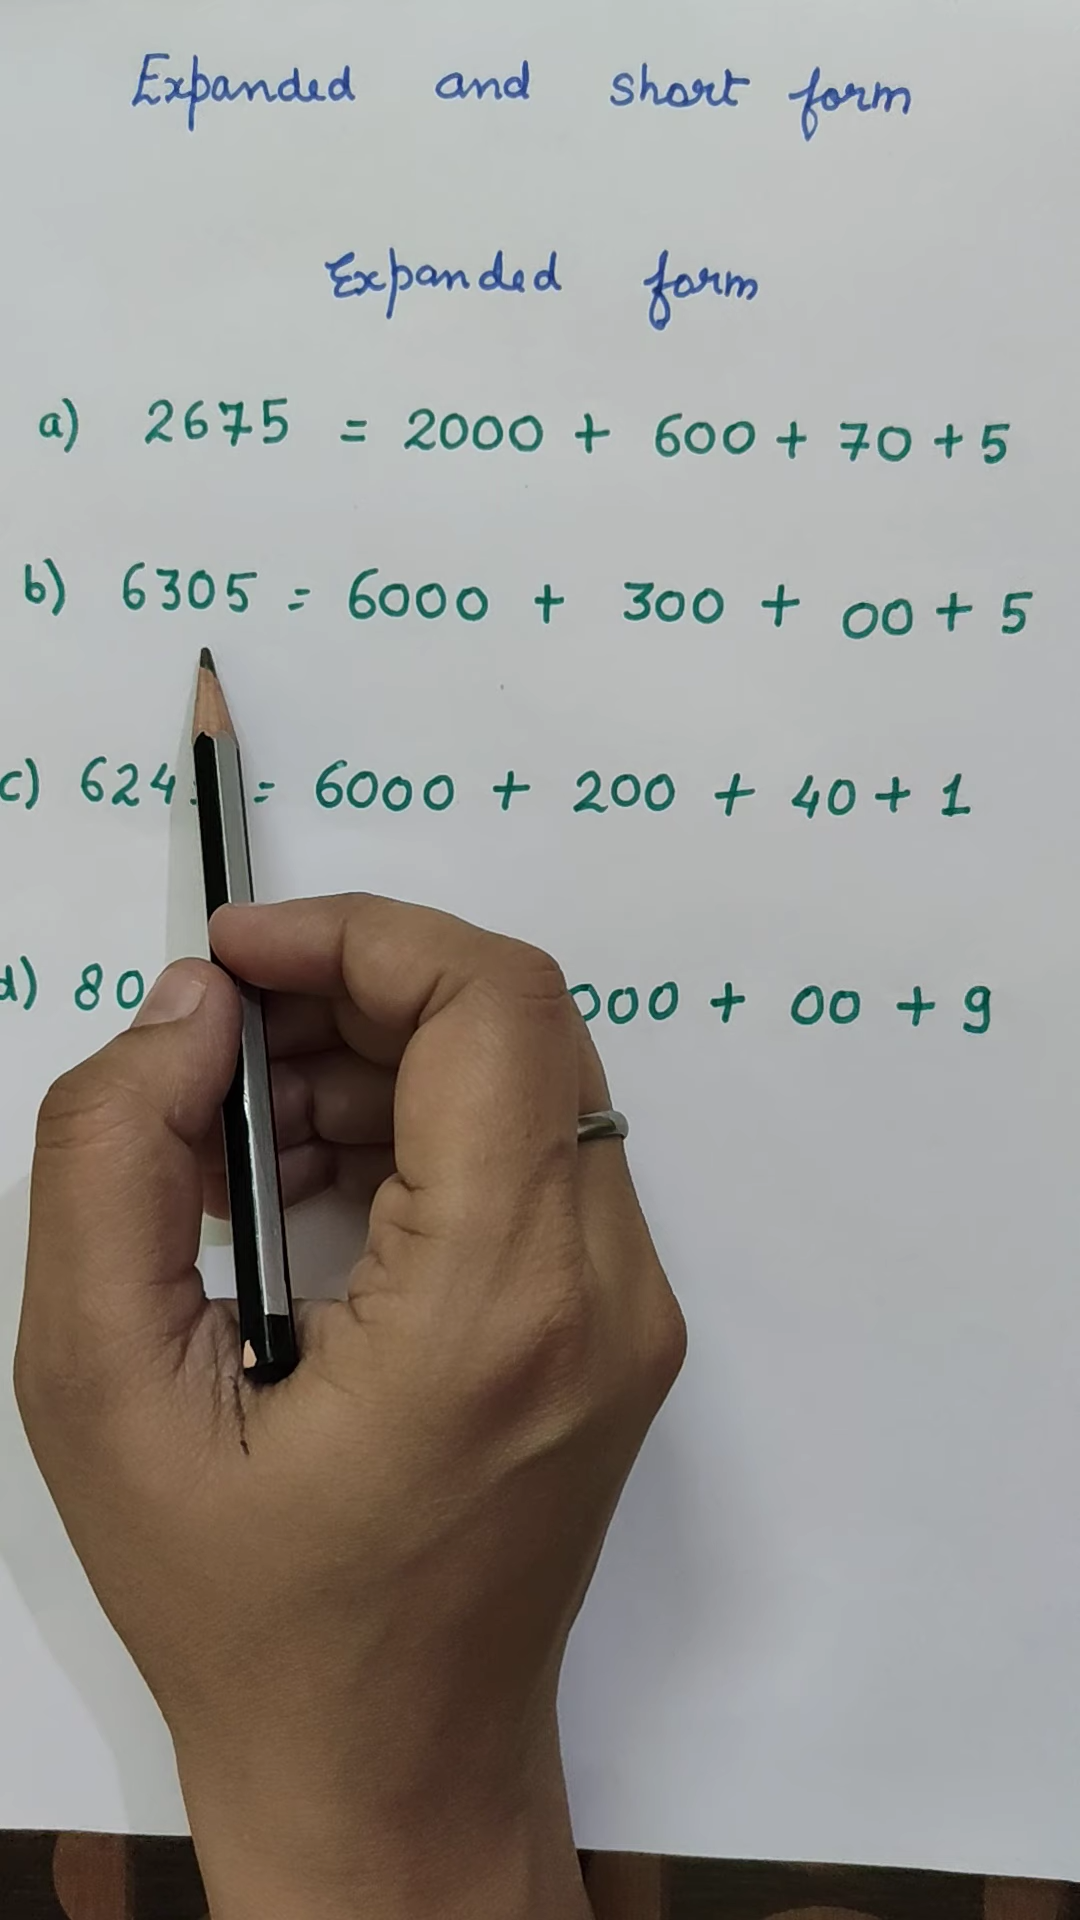 Expanded and short form
Expanded form
a) 2675 = 2000 + 600 + 70 + 5
b) 6305 = 6000 + 300 + 00 + 5
c) 624 = 6000 + 200 + 40 + 1
d) 80 000 + 00 + 9